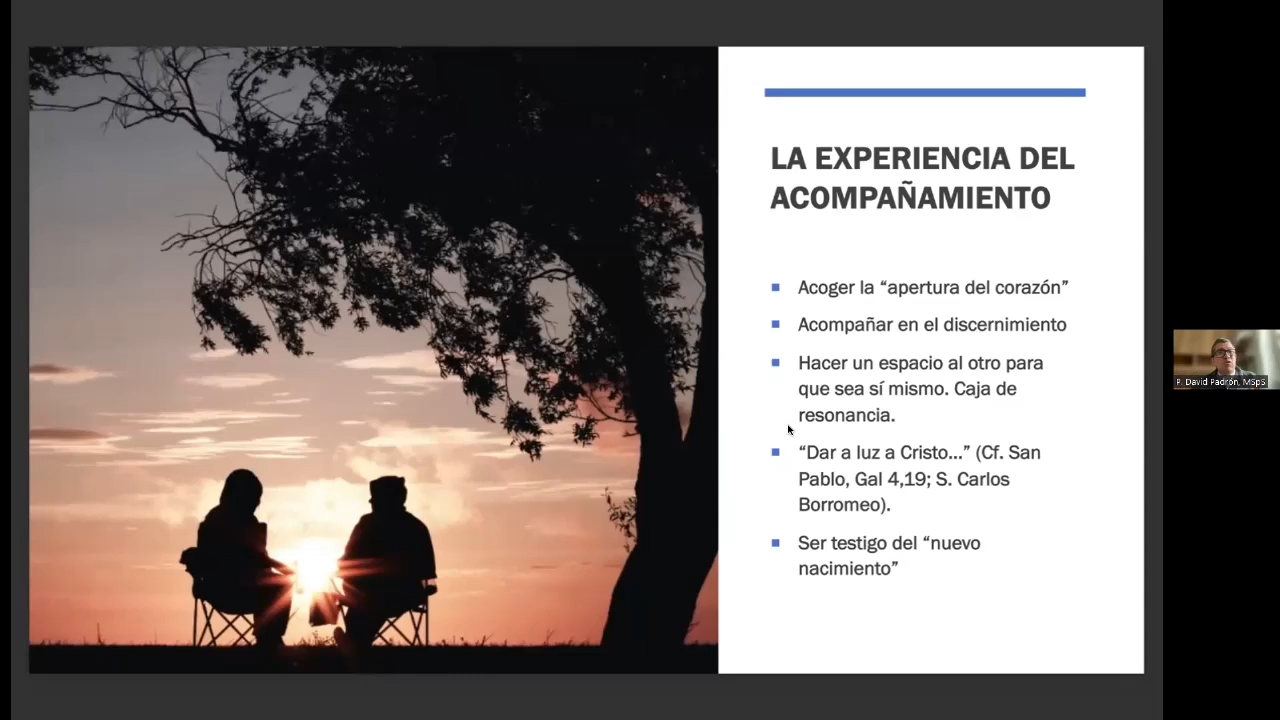 LA EXPERIENCIA DEL
ACOMPAÑAMIENTO
Acoger la “apertura del corazón”
Acompañar en el discernimiento
Hacer un espacio al otro para
que sea sí mismo. Caja de
resonancia.
“Dar a luz a Cristo...” (Cf. San
Pablo, Gal 4,19; S. Carlos
Borromeo).
Ser testigo del “nuevo
nacimiento”
P. David Padrón, MSpS